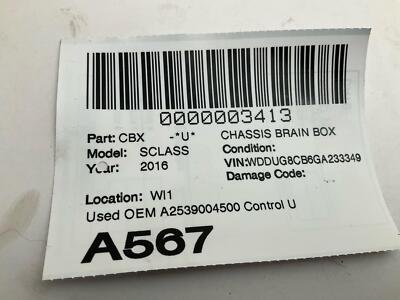 0000003413
Part: CBX -*U* CHASSIS BRAIN BOX
Model: SCLASS Condition:
Year: 2016 VIN:WDDUG8CB6GA233349
Damage Code:
Location: WI1
Used OEM A2539004500 Control U
A567